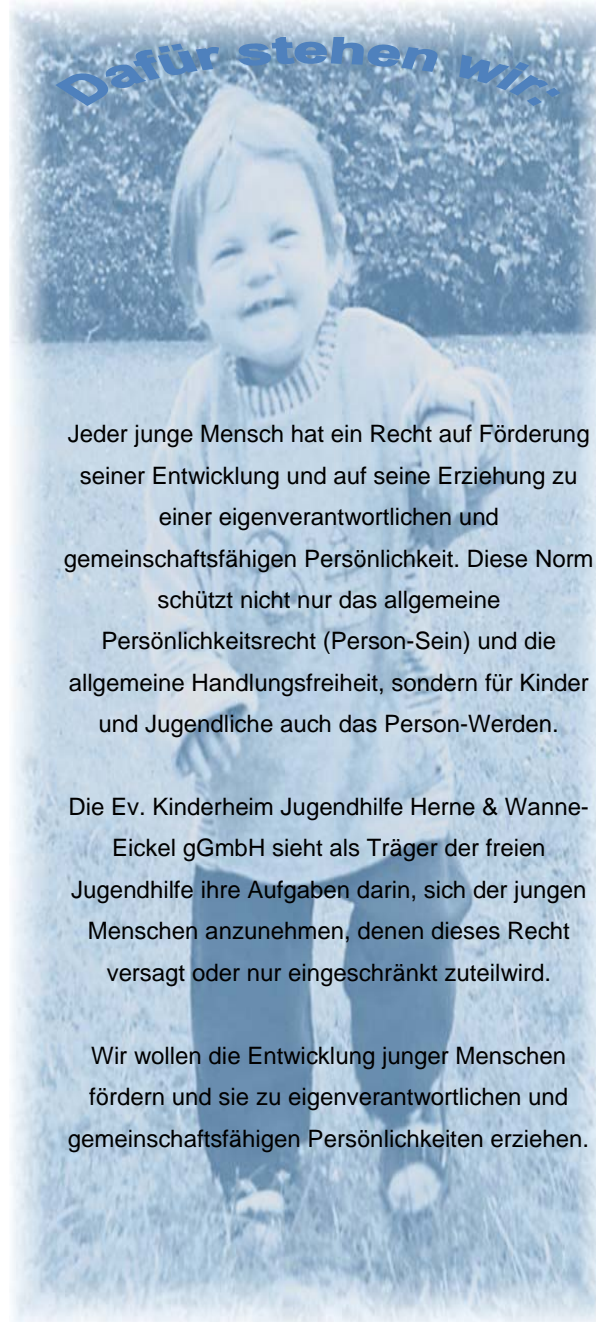 Dafür stehen wir:
Jeder junge Mensch hat ein Recht auf Förderung
seiner Entwicklung und auf seine Erziehung zu
einer eigenverantwortlichen und
gemeinschaftsfähigen Persönlichkeit. Diese Norm
schützt nicht nur das allgemeine
Persönlichkeitsrecht (Person-Sein) und die
allgemeine Handlungsfreiheit, sondern für Kinder
und Jugendliche auch das Person-Werden.
Die Ev. Kinderheim Jugendhilfe Herne & Wanne-
Eickel gGmbH sieht als Träger der freien
Jugendhilfe ihre Aufgaben darin, sich der jungen
Menschen anzunehmen, denen dieses Recht
versagt oder nur eingeschränkt zuteilwird.
Wir wollen die Entwicklung junger Menschen
fördern und sie zu eigenverantwortlichen und
gemeinschaftsfähigen Persönlichkeiten erziehen.